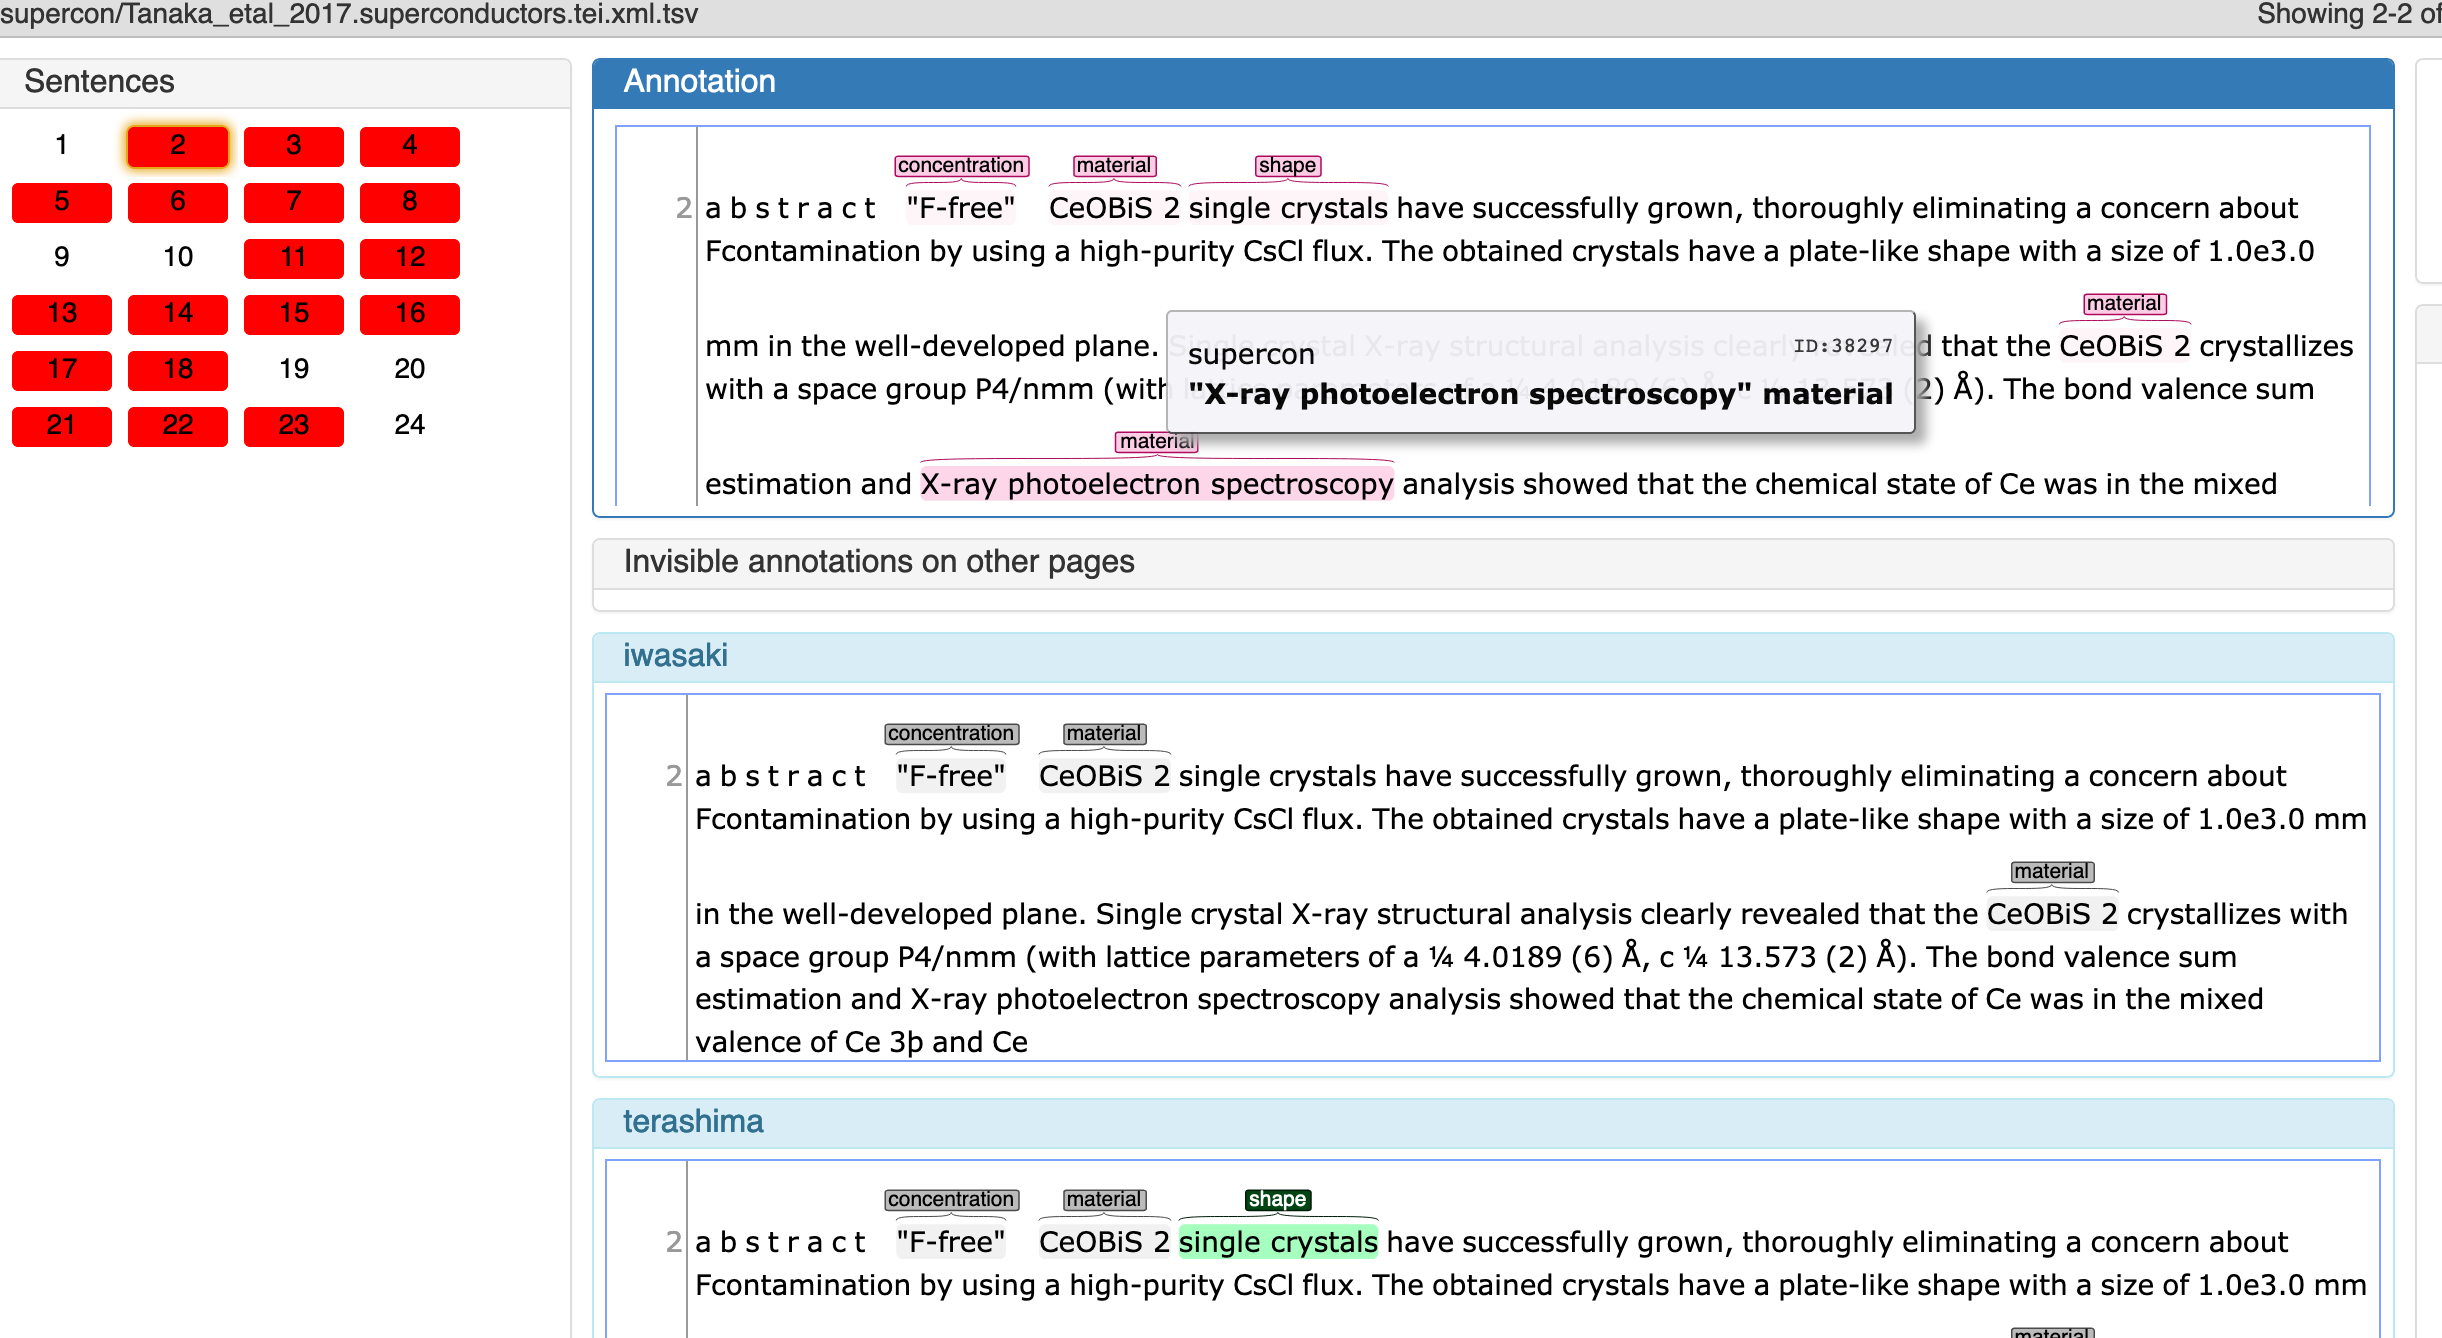 supercon/Tanaka_etal_2017.superconductors.tei.xml.tsv
Showing 2-2 of
Sentences
1 2 3 4
5 6 7 8
9 10 11 12
13 14 15 16
17 18 19 20
21 22 23 24
Annotation
concentration material shape
2 a b s t r a c t "F-free" CeOBiS 2 single crystals have successfully grown, thoroughly eliminating a concern about
Fcontamination by using a high-purity CsCl flux. The obtained crystals have a plate-like shape with a size of 1.0e3.0
material
mm in the well-developed plane. Single crystal X-ray structural analysis clearly revealed that the CeOBiS 2 crystallizes
supercon ID:38297
with a space group P4/nmm (with lattice parameters of a ¼ 4.0189 (6) Å, c ¼ 13.573 (2) Å). The bond valence sum
"X-ray photoelectron spectroscopy" material
material
estimation and X-ray photoelectron spectroscopy analysis showed that the chemical state of Ce was in the mixed
Invisible annotations on other pages
iwasaki
concentration material
2 a b s t r a c t "F-free" CeOBiS 2 single crystals have successfully grown, thoroughly eliminating a concern about
Fcontamination by using a high-purity CsCl flux. The obtained crystals have a plate-like shape with a size of 1.0e3.0 mm
material
in the well-developed plane. Single crystal X-ray structural analysis clearly revealed that the CeOBiS 2 crystallizes with
a space group P4/nmm (with lattice parameters of a ¼ 4.0189 (6) Å, c ¼ 13.573 (2) Å). The bond valence sum
estimation and X-ray photoelectron spectroscopy analysis showed that the chemical state of Ce was in the mixed
valence of Ce 3þ and Ce
terashima
concentration material shape
2 a b s t r a c t "F-free" CeOBiS 2 single crystals have successfully grown, thoroughly eliminating a concern about
Fcontamination by using a high-purity CsCl flux. The obtained crystals have a plate-like shape with a size of 1.0e3.0 mm
material